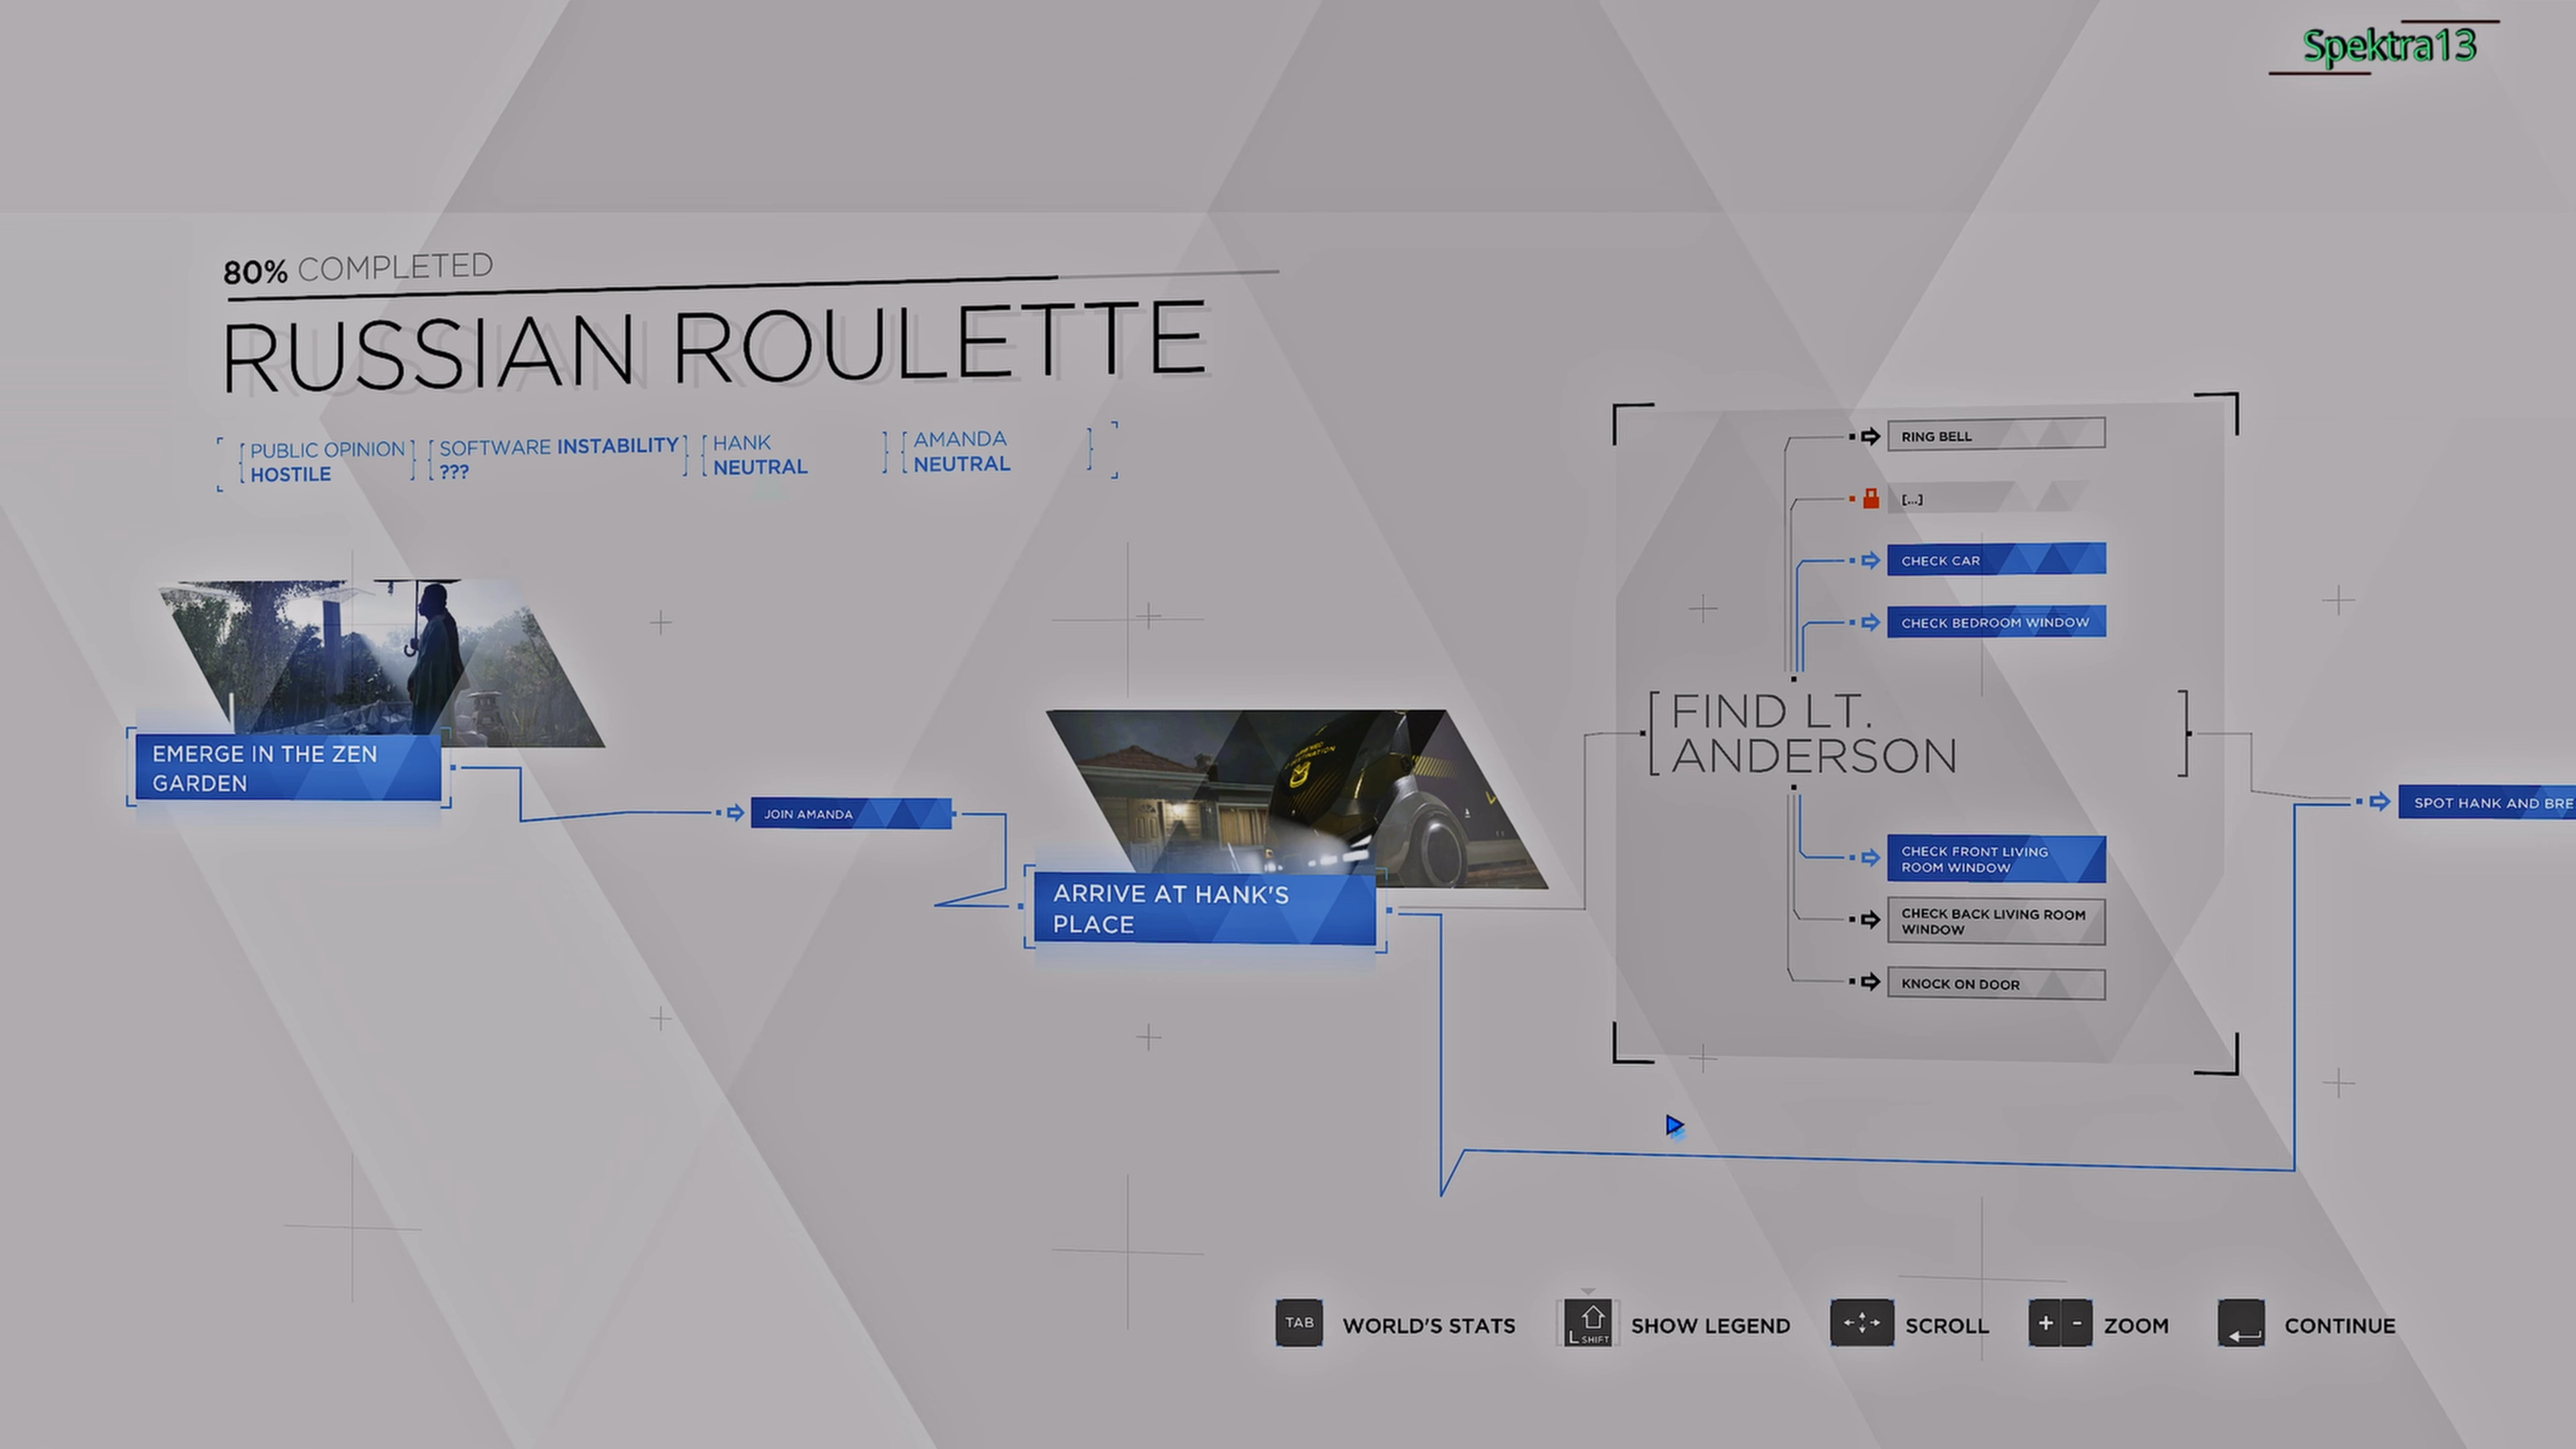 Spektra13
80% COMPLETED
RUSSIAN ROULETTE
PUBLIC OPINION
HOSTILE
SOFTWARE INSTABILITY
???
HANK
NEUTRAL
AMANDA
NEUTRAL
RING BELL
[...]
CHECK CAR
CHECK BEDROOM WINDOW
FIND LT.
ANDERSON
EMERGE IN THE ZEN
GARDEN
JOIN AMANDA
SPOT HANK AND BRE
CHECK FRONT LIVING
ROOM WINDOW
ARRIVE AT HANK'S
PLACE
CHECK BACK LIVING ROOM
WINDOW
KNOCK ON DOOR
TAB WORLD'S STATS
L SHIFT SHOW LEGEND
SCROLL
+ - ZOOM
CONTINUE